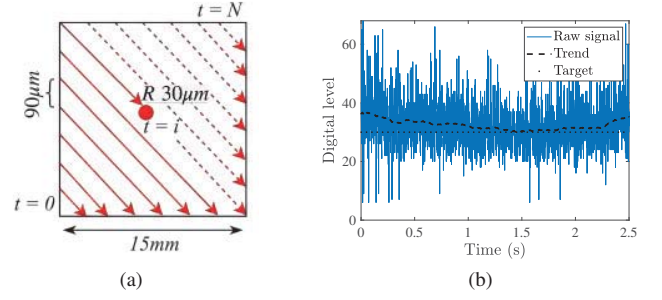 t = N
90μm
R 30μm
t = i
t = 0
15mm
(a)
Raw signal
Trend
Target
60
40
20
0
Digital level
0
0.5
1
1.5
2
2.5
Time (s)
(b)